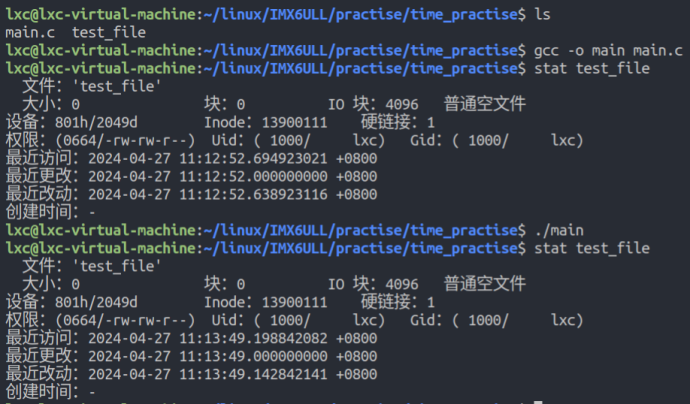 lxc@lxc-virtual-machine:~/linux/IMX6ULL/practise/time_practise$ ls
main.c  test_file
lxc@lxc-virtual-machine:~/linux/IMX6ULL/practise/time_practise$ gcc -o main main.c
lxc@lxc-virtual-machine:~/linux/IMX6ULL/practise/time_practise$ stat test_file
  文件：'test_file'
  大小：0         	块：0          IO 块：4096   普通空文件
设备：801h/2049d	Inode：13900111    硬链接：1
权限：(0664/-rw-rw-r--)  Uid：( 1000/     lxc)   Gid：( 1000/     lxc)
最近访问：2024-04-27 11:12:52.694923021 +0800
最近更改：2024-04-27 11:12:52.000000000 +0800
最近改动：2024-04-27 11:12:52.638923116 +0800
创建时间：-
lxc@lxc-virtual-machine:~/linux/IMX6ULL/practise/time_practise$ ./main
lxc@lxc-virtual-machine:~/linux/IMX6ULL/practise/time_practise$ stat test_file
  文件：'test_file'
  大小：0         	块：0          IO 块：4096   普通空文件
设备：801h/2049d	Inode：13900111    硬链接：1
权限：(0664/-rw-rw-r--)  Uid：( 1000/     lxc)   Gid：( 1000/     lxc)
最近访问：2024-04-27 11:13:49.198842082 +0800
最近更改：2024-04-27 11:13:49.000000000 +0800
最近改动：2024-04-27 11:13:49.142842141 +0800
创建时间：-